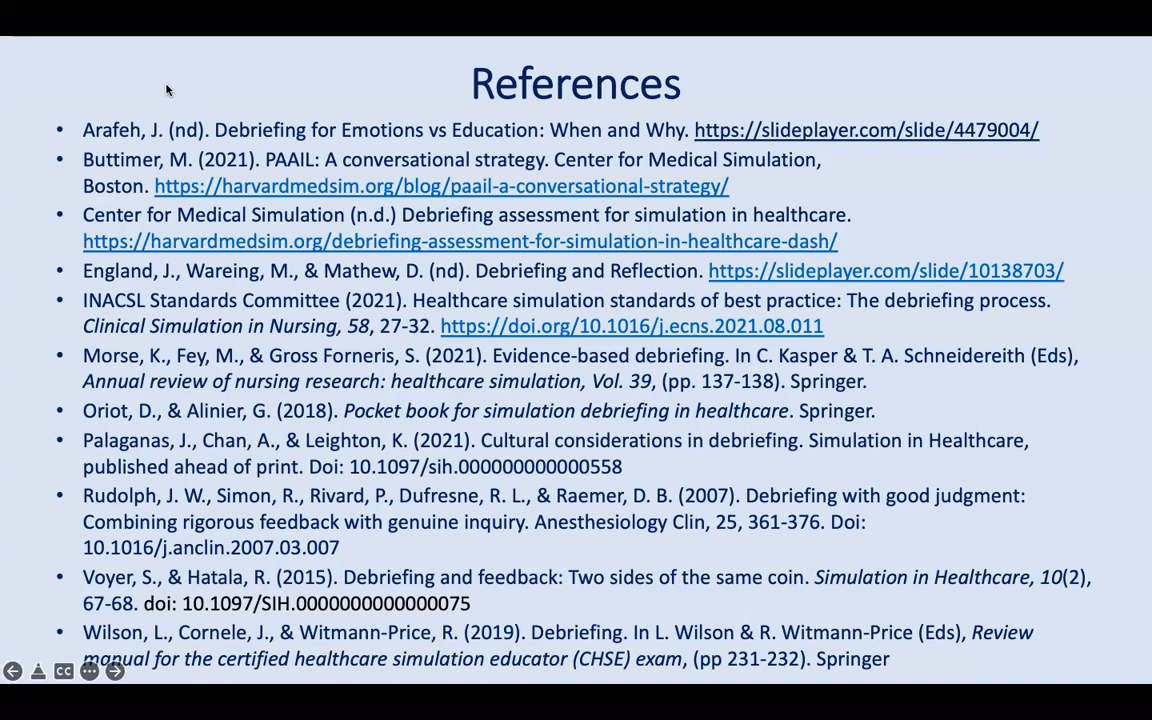 References
• Arafeh, J. (nd). Debriefing for Emotions vs Education: When and Why. https://slideplayer.com/slide/4479004/
• Buttimer, M. (2021). PAAIL: A conversational strategy. Center for Medical Simulation,
Boston. https://harvardmedsim.org/blog/paail-a-conversational-strategy/
• Center for Medical Simulation (n.d.) Debriefing assessment for simulation in healthcare.
https://harvardmedsim.org/debriefing-assessment-for-simulation-in-healthcare-dash/
• England, J., Wareing, M., & Mathew, D. (nd). Debriefing and Reflection. https://slideplayer.com/slide/10138703/
• INACSL Standards Committee (2021). Healthcare simulation standards of best practice: The debriefing process.
Clinical Simulation in Nursing, 58, 27-32. https://doi.org/10.1016/j.ecns.2021.08.011
• Morse, K., Fey, M., & Gross Forneris, S. (2021). Evidence-based debriefing. In C. Kasper & T. A. Schneidereith (Eds),
Annual review of nursing research: healthcare simulation, Vol. 39, (pp. 137-138). Springer.
• Oriot, D., & Alinier, G. (2018). Pocket book for simulation debriefing in healthcare. Springer.
• Palaganas, J., Chan, A., & Leighton, K. (2021). Cultural considerations in debriefing. Simulation in Healthcare,
published ahead of print. Doi: 10.1097/sih.000000000000558
• Rudolph, J. W., Simon, R., Rivard, P., Dufresne, R. L., & Raemer, D. B. (2007). Debriefing with good judgment:
Combining rigorous feedback with genuine inquiry. Anesthesiology Clin, 25, 361-376. Doi:
10.1016/j.anclin.2007.03.007
• Voyer, S., & Hatala, R. (2015). Debriefing and feedback: Two sides of the same coin. Simulation in Healthcare, 10(2),
67-68. doi: 10.1097/SIH.0000000000000075
• Wilson, L., Cornele, J., & Witmann-Price, R. (2019). Debriefing. In L. Wilson & R. Witmann-Price (Eds), Review
manual for the certified healthcare simulation educator (CHSE) exam, (pp 231-232). Springer
CC